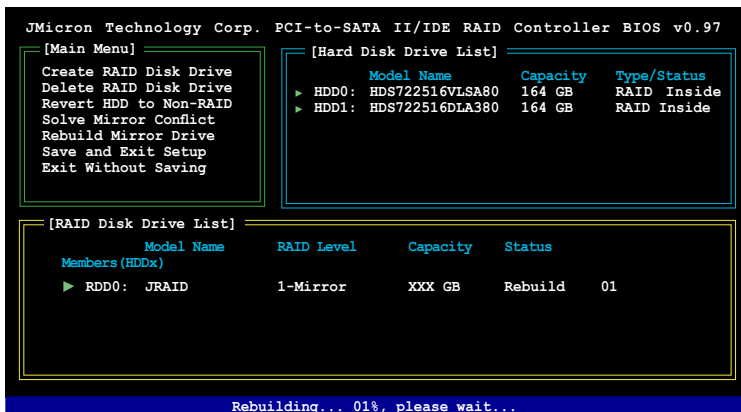 JMicron Technology Corp. PCI-to-SATA II/IDE RAID Controller BIOS v0.97
[Main Menu]
Create RAID Disk Drive
Delete RAID Disk Drive
Revert HDD to Non-RAID
Solve Mirror Conflict
Rebuild Mirror Drive
Save and Exit Setup
Exit Without Saving
[Hard Disk Drive List]
Model Name Capacity Type/Status
HDD0: HDS722516VLSA80 164 GB RAID Inside
HDD1: HDS722516DLA380 164 GB RAID Inside
[RAID Disk Drive List]
Model Name RAID Level Capacity Status
Members(HDDx)
RDD0: JRAID 1-Mirror XXX GB Rebuild 01
Rebuilding... 01%, please wait...